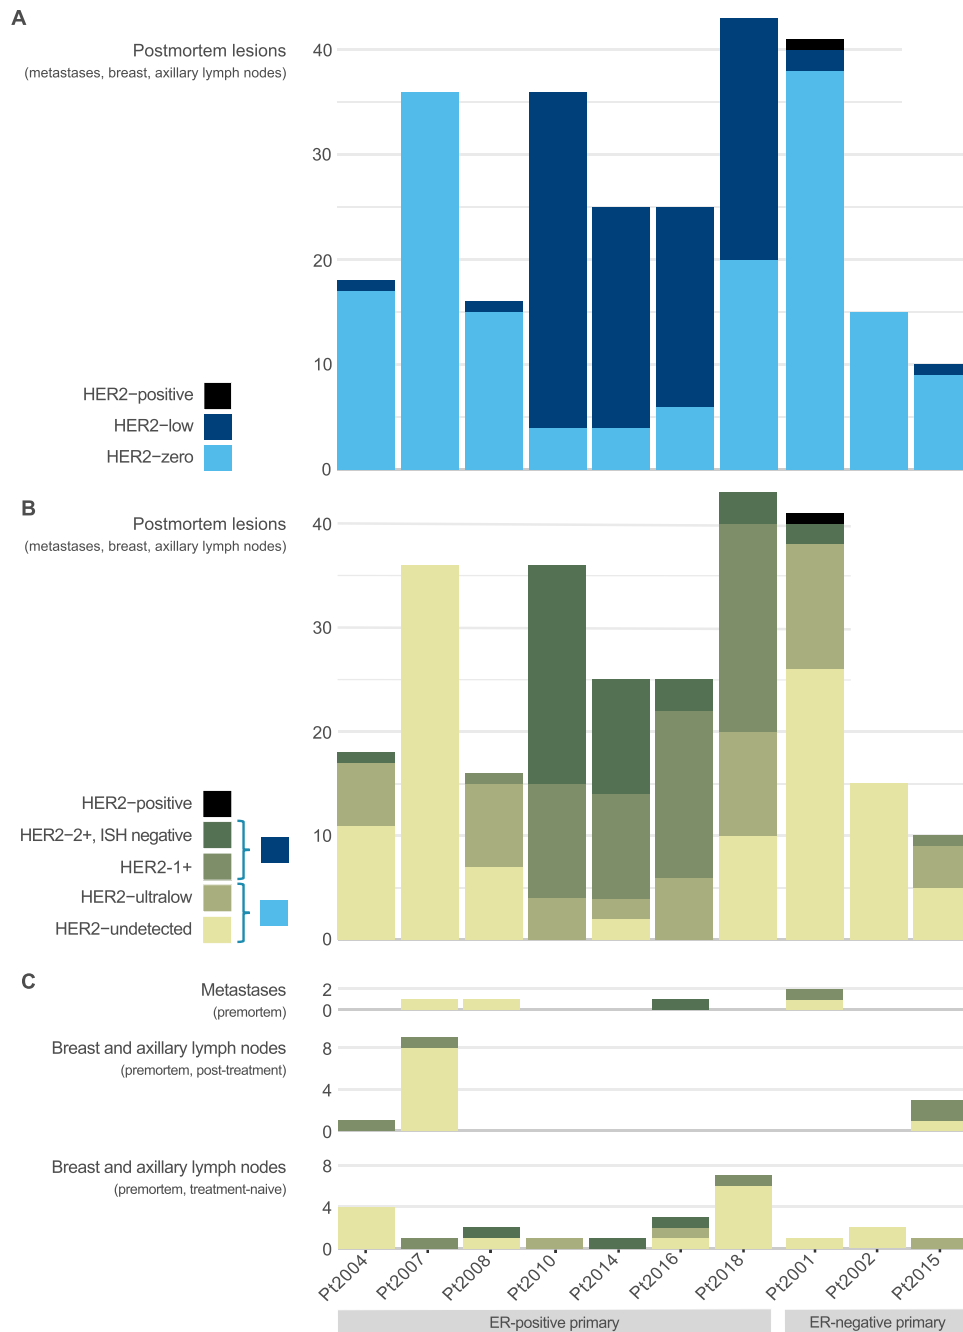 A
Postmortem lesions
(metastases, breast, axillary lymph nodes)
40
30
20
10
0
HER2−positive
HER2−low
HER2−zero
B
Postmortem lesions
(metastases, breast, axillary lymph nodes)
40
30
20
10
0
HER2−positive
HER2−2+, ISH negative
HER2-1+
HER2−ultralow
HER2−undetected
C
Metastases
(premortem)
2
0
Breast and axillary lymph nodes
(premortem, post-treatment)
8
4
0
Breast and axillary lymph nodes
(premortem, treatment-naive)
8
4
0
Pt2004
Pt2007
Pt2008
Pt2010
Pt2014
Pt2016
Pt2018
Pt2001
Pt2002
Pt2015
ER-positive primary
ER-negative primary